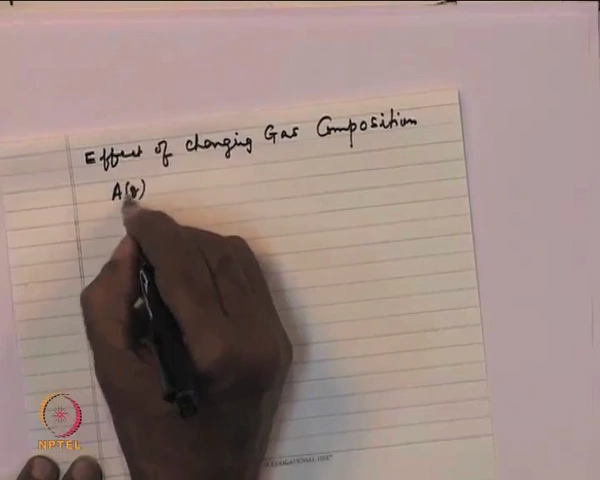 Effect of changing Gas Composition
A(g)
NPTEL